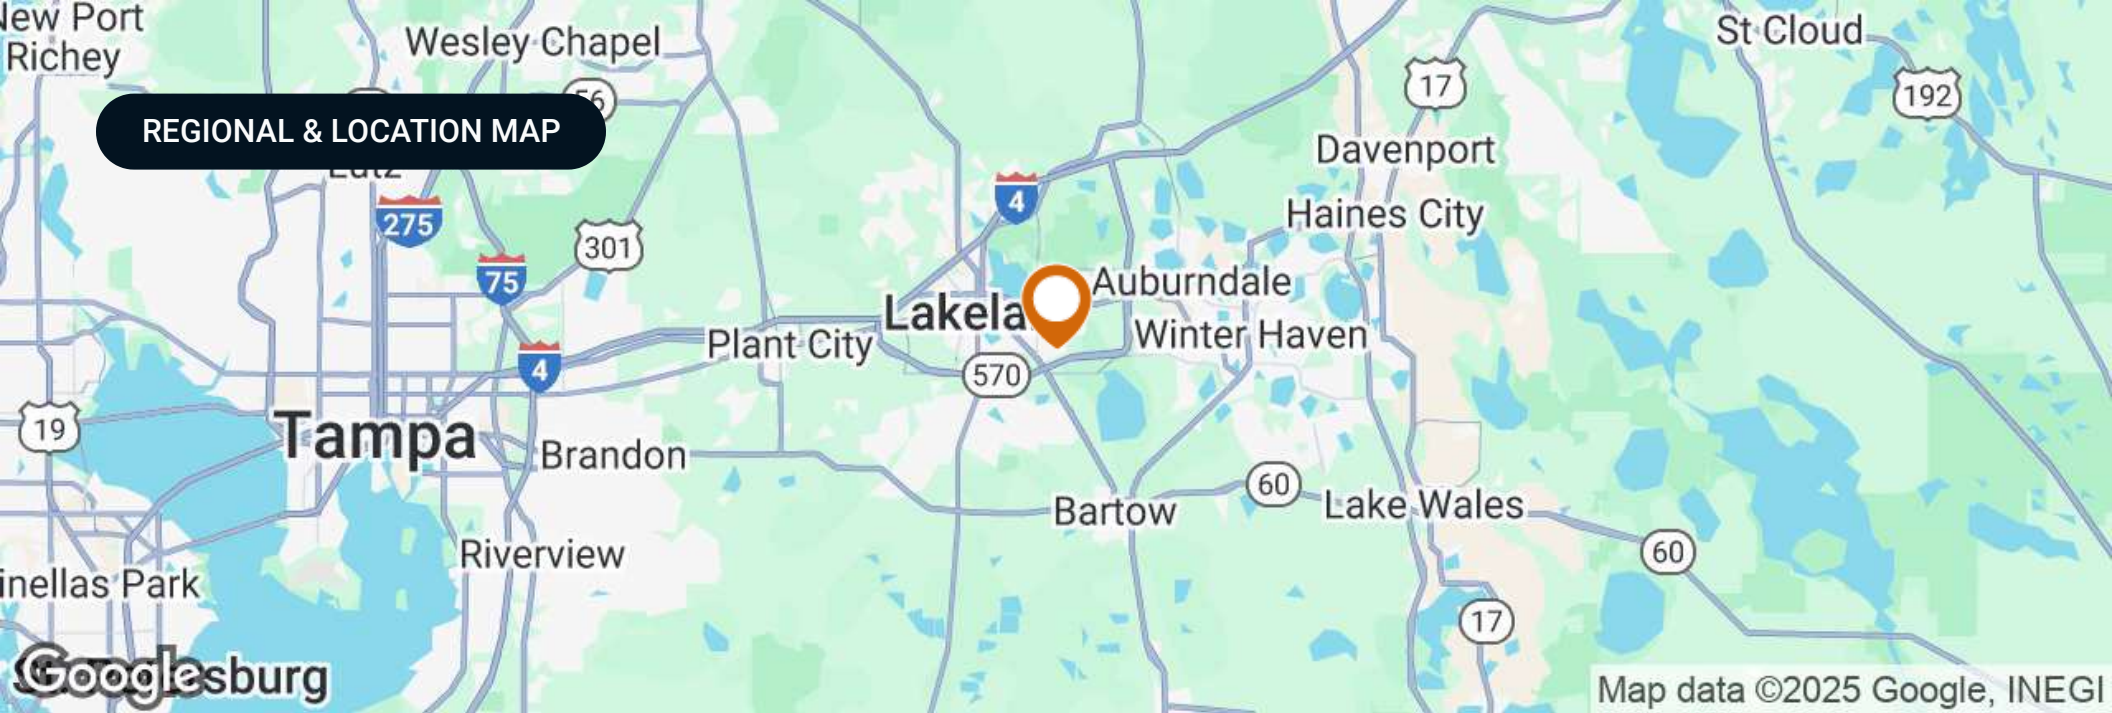 New Port
Richey
Wesley Chapel
St Cloud
17
192
56
REGIONAL & LOCATION MAP
Lutz
Davenport
4
275
301
Haines City
75
Auburndale
Lakela
Winter Haven
Plant City
4
570
19
Tampa
Brandon
60
Bartow
Lake Wales
Riverview
60
inellas Park
17
Google
sburg
Map data ©2025 Google, INEGI